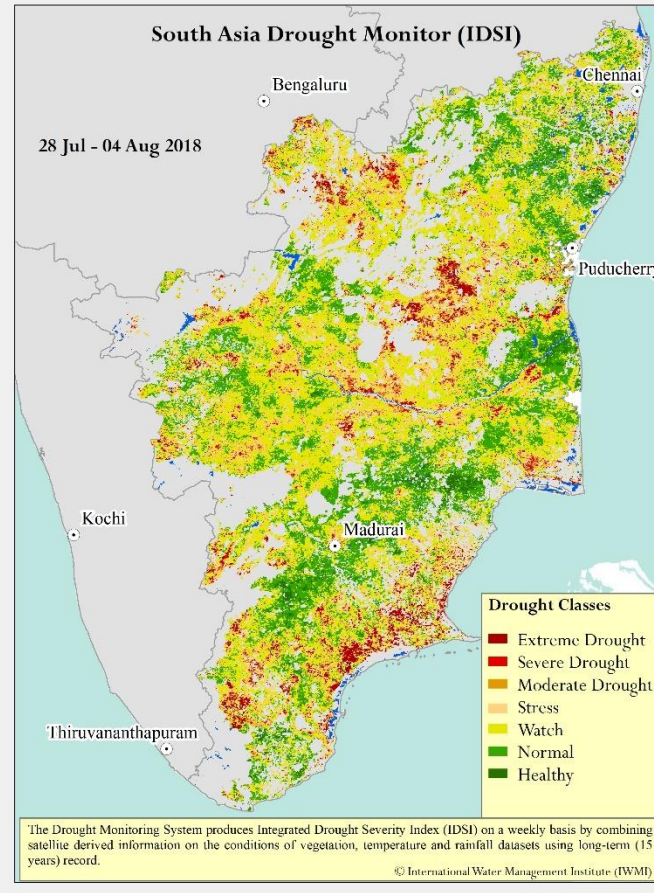 South Asia Drought Monitor (IDSI)
Chennai
Bengaluru
28 Jul - 04 Aug 2018
Puducherry
Kochi
Madurai
Drought Classes
Extreme Drought
Severe Drought
Moderate Drought
Stress
Watch
Normal
Healthy
Thiruvananthapuram
The Drought Monitoring System produces Integrated Drought Severity Index (IDSI) on a weekly basis by combining
satellite derived information on the conditions of vegetation, temperature and rainfall datasets using long-term (15
years) record.
© International Water Management Institute (IWMI)